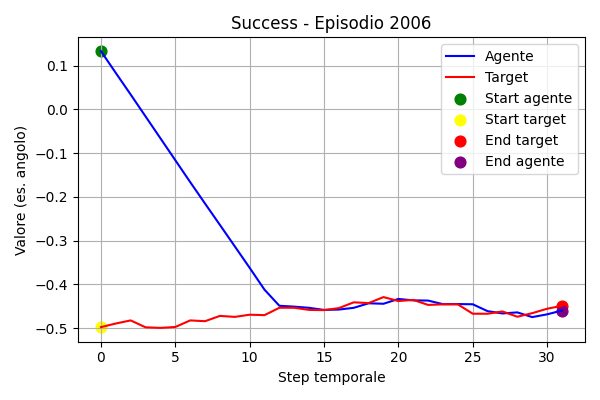 Success - Episodio 2006
Agente
Target
Start agente
Start target
End target
End agente
Valore (es. angolo)
0.1
0.0
−0.1
−0.2
−0.3
−0.4
−0.5
0 5 10 15 20 25 30
Step temporale